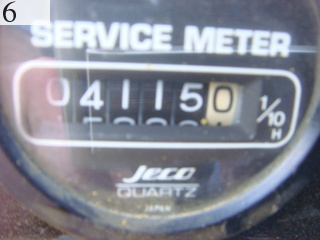 6
SERVICE METER
041150 1/10 H
Jeco
QUARTZ
JAPAN